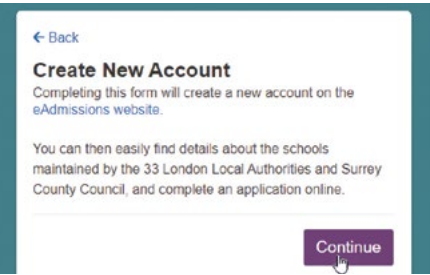 ← Back
Create New Account
Completing this form will create a new account on the
eAdmissions website.
You can then easily find details about the schools
maintained by the 33 London Local Authorities and Surrey
County Council, and complete an application online.
Continue